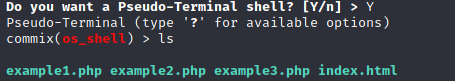 Do you want a Pseudo-Terminal shell? [Y/n] > Y
Pseudo-Terminal (type '?' for available options)
commix(os_shell) > ls
example1.php example2.php example3.php index.html